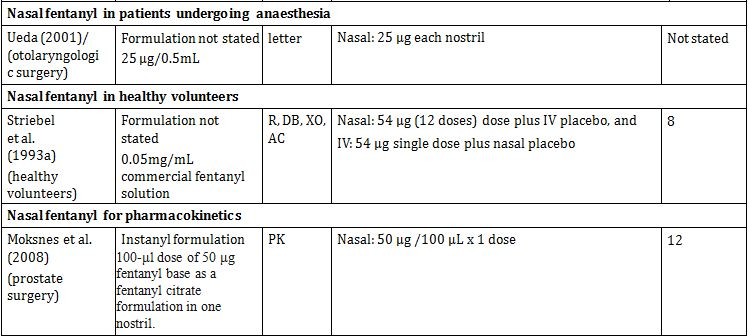 Nasal fentanyl in patients undergoing anaesthesia
Ueda (2001)/
(otolaryngologi
c surgery)
Formulation not stated
25 µg/0.5mL
letter
Nasal: 25 µg each nostril
Not stated
Nasal fentanyl in healthy volunteers
Striebel
et al.
(1993a)
(healthy
volunteers)
Formulation not
stated
0.05mg/mL
commercial fentanyl
solution
R, DB, XO,
AC
Nasal: 54 µg (12 doses) dose plus IV placebo, and
IV: 54 µg single dose plus nasal placebo
8
Nasal fentanyl for pharmacokinetics
Moksnes et al.
(2008)
(prostate
surgery)
Instanyl formulation
100-µl dose of 50 µg
fentanyl base as a
fentanyl citrate
formulation in one
nostril.
PK
Nasal: 50 µg /100 µL x 1 dose
12